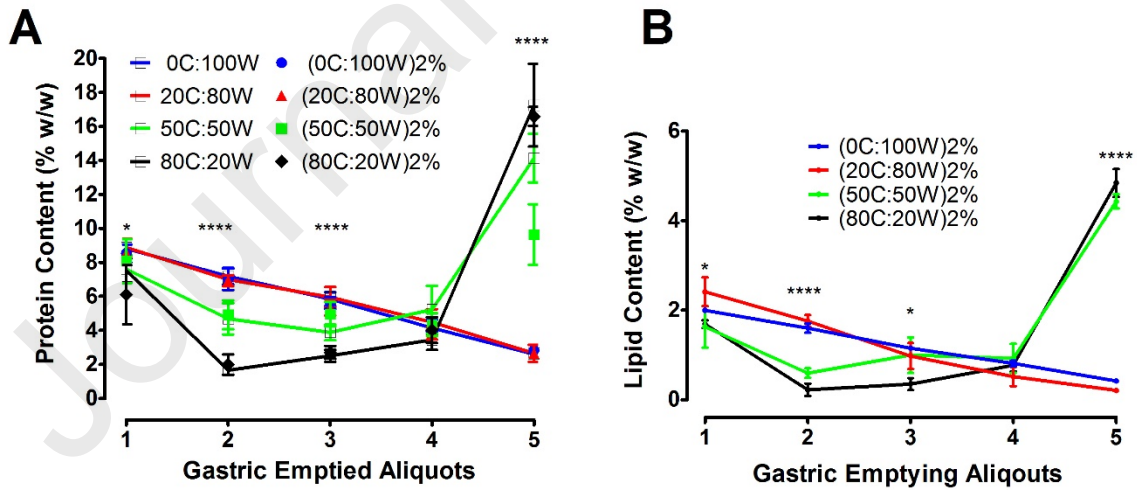 A
Protein Content (% w/w)
20
18
16
14
12
10
8
6
4
2
0
0C:100W (0C:100W)2%
20C:80W (20C:80W)2%
50C:50W (50C:50W)2%
80C:20W (80C:20W)2%
* **** **** ****
1 2 3 4 5
Gastric Emptied Aliquots
B
Lipid Content (% w/w)
6
4
2
0
(0C:100W)2%
(20C:80W)2%
(50C:50W)2%
(80C:20W)2%
* **** * ****
1 2 3 4 5
Gastric Emptying Aliqouts
Journal